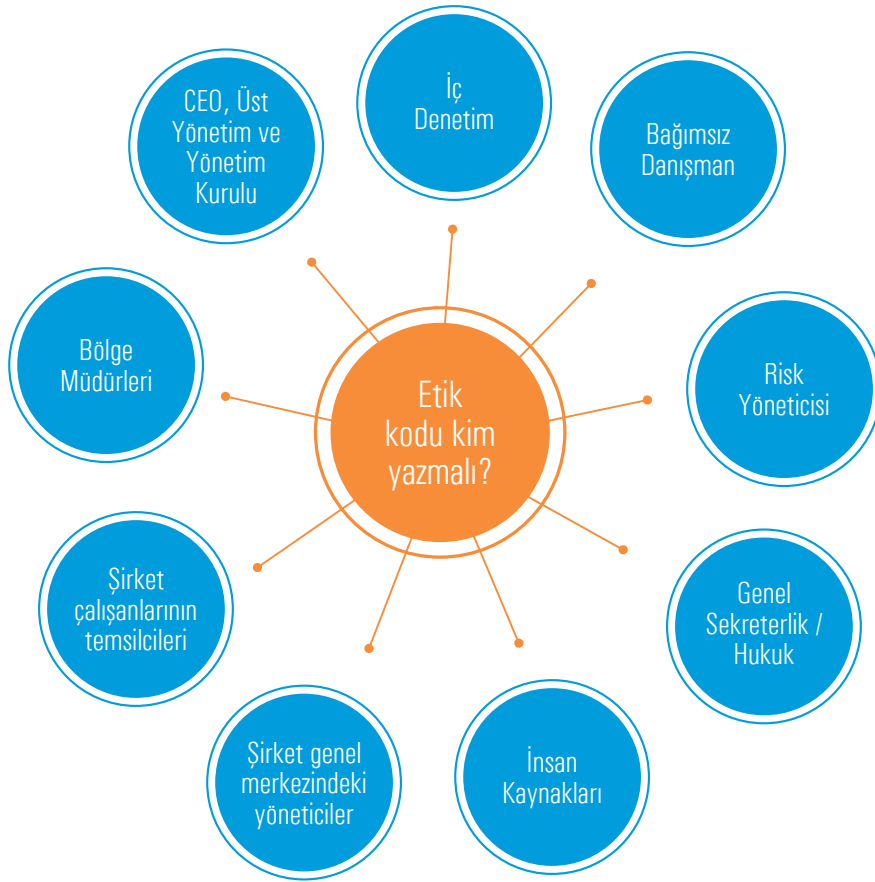 Etik
kodu kim
yazmalı?
İç
Denetim
Bağımsız
Danışman
Risk
Yöneticisi
Genel
Sekreterlik /
Hukuk
İnsan
Kaynakları
Şirket genel
merkezindeki
yöneticiler
Şirket
çalışanlarının
temsilcileri
Bölge
Müdürleri
CEO, Üst
Yönetim ve
Yönetim
Kurulu